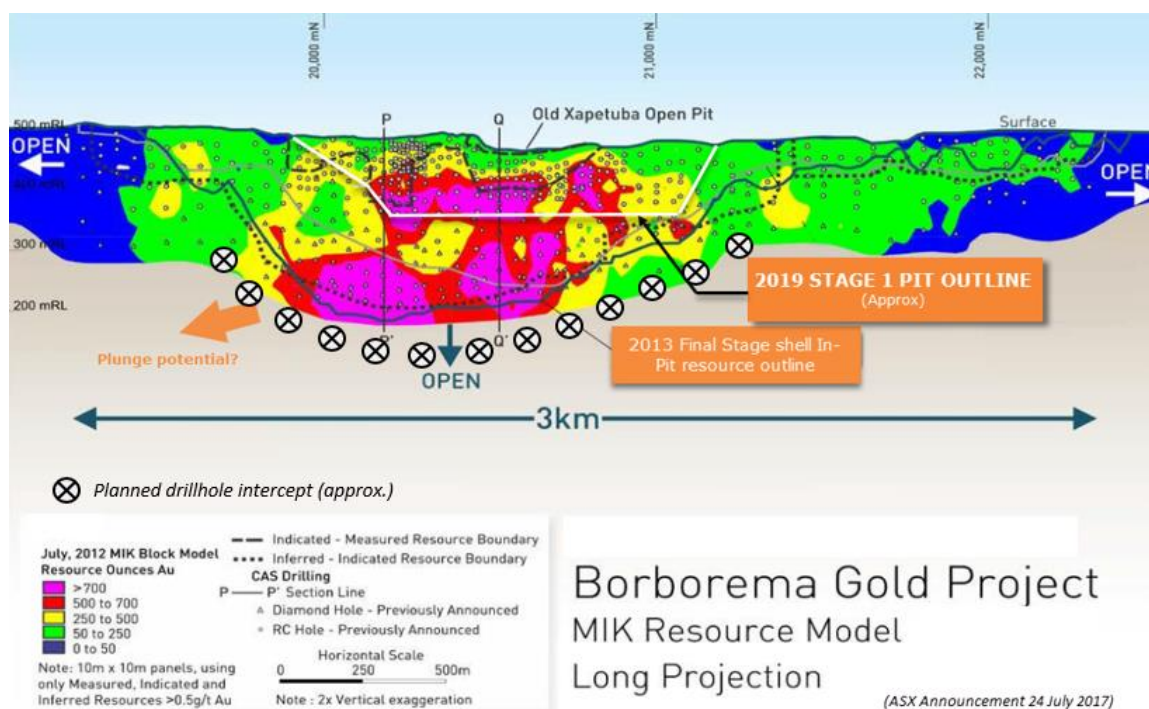 20,000 mN
21,000 mN
22,000 mN
P
Q
Old Xapetuba Open Pit
Surface
500 mRL
OPEN
OPEN
400 mRL
300 mRL
200 mRL
2019 STAGE 1 PIT OUTLINE
(Approx)
Plunge potential?
P'
Q'
2013 Final Stage shell In-
Pit resource outline
OPEN
3km
Planned drillhole intercept (approx.)
July, 2012 MIK Block Model
Resource Ounces Au
>700
500 to 700
250 to 500
50 to 250
0 to 50
Note: 10m x 10m panels, using
only Measured, Indicated and
Inferred Resources >0.5g/t Au
Indicated - Measured Resource Boundary
Inferred - Indicated Resource Boundary
CAS Drilling
P P' Section Line
Diamond Hole - Previously Announced
RC Hole - Previously Announced
Horizontal Scale
0 250 500m
Note : 2x Vertical exaggeration
Borborema Gold Project
MIK Resource Model
Long Projection
(ASX Announcement 24 July 2017)